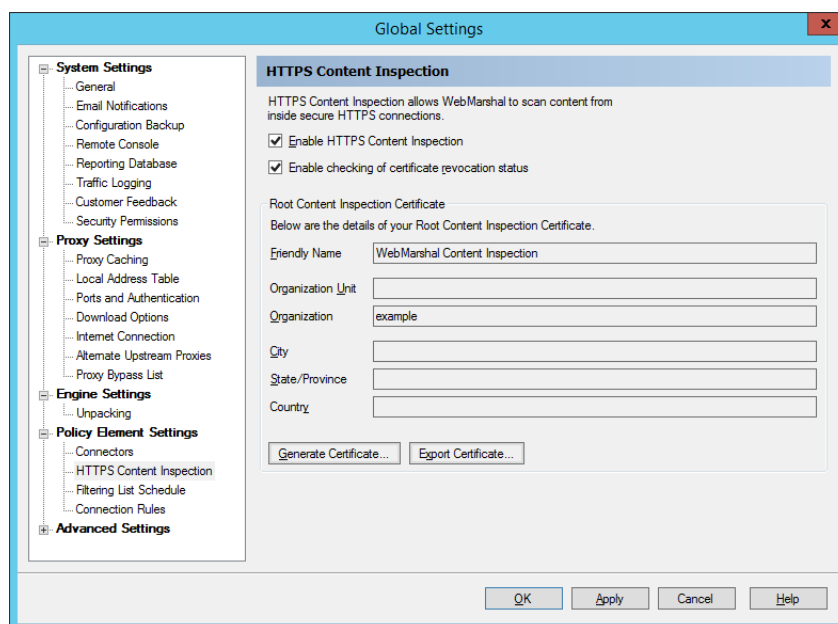 Global Settings
x
System Settings
General
Email Notifications
Configuration Backup
Remote Console
Reporting Database
Traffic Logging
Customer Feedback
Security Permissions
Proxy Settings
Proxy Caching
Local Address Table
Ports and Authentication
Download Options
Internet Connection
Alternate Upstream Proxies
Proxy Bypass List
Engine Settings
Unpacking
Policy Element Settings
Connectors
HTTPS Content Inspection
Filtering List Schedule
Connection Rules
Advanced Settings
HTTPS Content Inspection
HTTPS Content Inspection allows WebMarshal to scan content from
inside secure HTTPS connections.
Enable HTTPS Content Inspection
Enable checking of certificate revocation status
Root Content Inspection Certificate
Below are the details of your Root Content Inspection Certificate.
Friendly Name WebMarshal Content Inspection
Organization Unit
Organization example
City
State/Province
Country
Generate Certificate... Export Certificate...
OK Apply Cancel Help